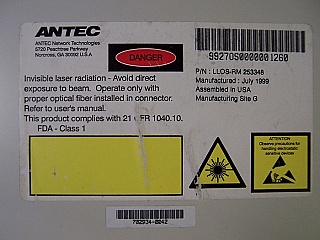 ANTEC
ANTEC Network Technologies
5720 Peachtree Parkway
Norcross, GA 30092 U.S.A
DANGER
Invisible laser radiation - Avoid direct
exposure to beam. Operate only with
proper optical fiber installed in connector.
Refer to user's manual.
This product complies with 21 CFR 1040.10.
FDA - Class 1
99270S0000001260
P/N : LLOS-RM 253348
Manufactured : July 1999
Assembled in USA
Manufacturing Site G
ATTENTION
Observe precautions for
handling electrostatic
sensitive devices
702934-0042